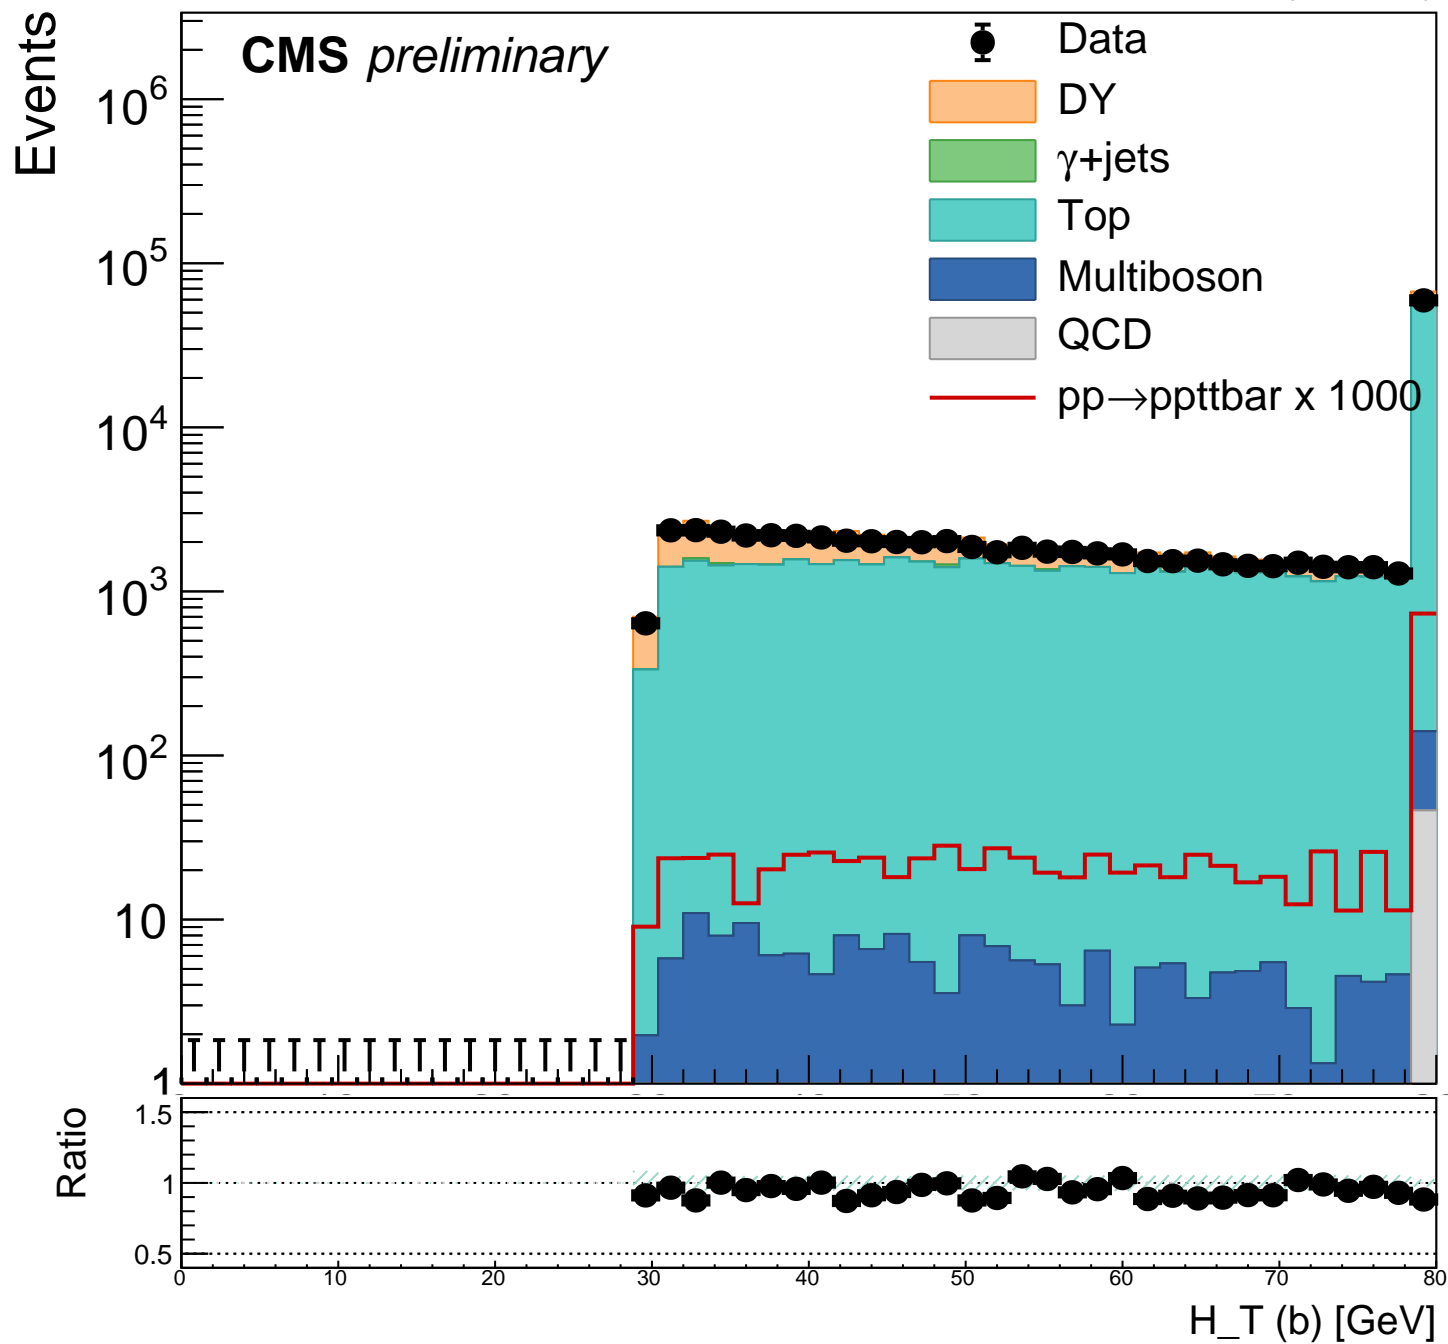 CMS preliminary
Events
Data
DY
γ+jets
Top
Multiboson
QCD
pp→ppttbar x 1000
10^6
10^5
10^4
10^3
10^2
10
1
Ratio
1.5
1
0.5
0 10 20 30 40 50 60 70 80
H_T (b) [GeV]